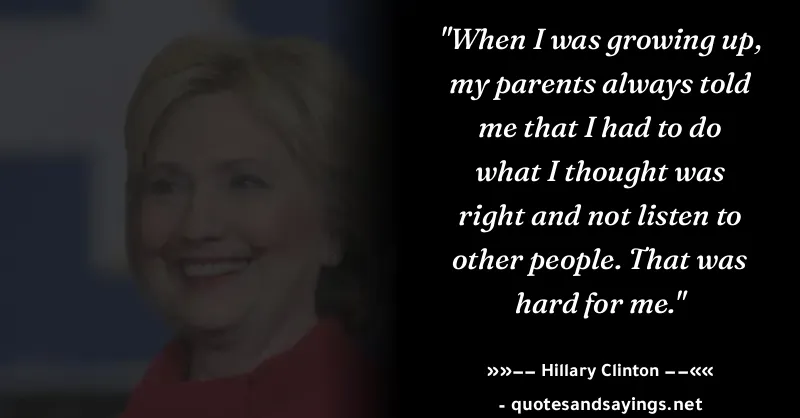 "When I was growing up,
my parents always told
me that I had to do
what I thought was
right and not listen to
other people. That was
hard for me."
»»–– Hillary Clinton ––««
- quotesandsayings.net